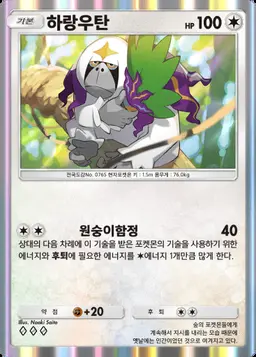 기본 하랑우탄 HP 100
전국도감No. 0765 현자포켓몬 키 : 1.5m 몸무게 : 76.0kg
원숭이함정 40
상대의 다음 차례에 이 기술을 받은 포켓몬의 기술을 사용하기 위한
에너지와 후퇴에 필요한 에너지를 에너지 1개만큼 많게 한다.
약점 +20 후퇴
Illus. Naoki Saito
숲의 포켓몬들에게
계속해서 지시를 내리는 모습 때문에
옛날에는 인간이었던 것으로 여겨지고 있다.